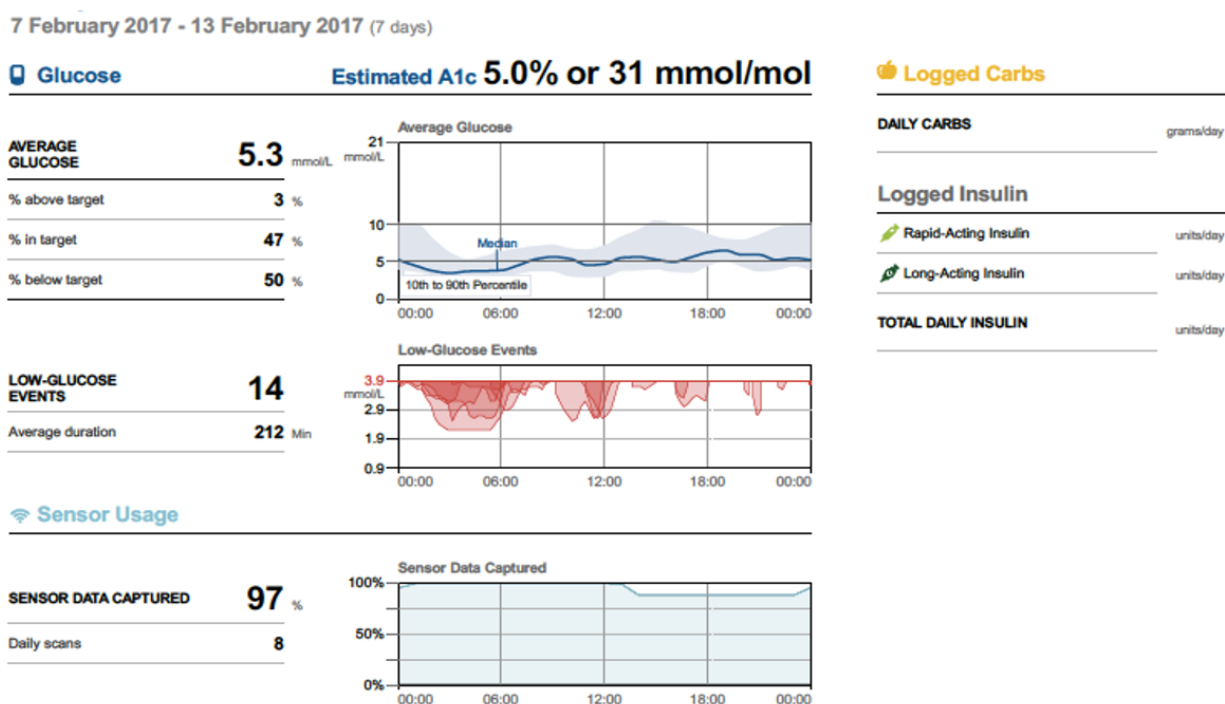 7 February 2017 - 13 February 2017 (7 days)
Glucose
Estimated A1c 5.0% or 31 mmol/mol
AVERAGE
GLUCOSE
5.3 mmol/L
% above target 3 %
% in target 47 %
% below target 50 %
Average Glucose
21
mmol/L
10
5
0
Median
10th to 90th Percentile
00:00 06:00 12:00 18:00 00:00
LOW-GLUCOSE
EVENTS
14
Average duration 212 Min
Low-Glucose Events
3.9
mmol/L
2.9
1.9
0.9
00:00 06:00 12:00 18:00 00:00
Sensor Usage
SENSOR DATA CAPTURED 97 %
Daily scans 8
Sensor Data Captured
100%
50%
0%
00:00 06:00 12:00 18:00 00:00
Logged Carbs
DAILY CARBS grams/day
Logged Insulin
Rapid-Acting Insulin units/day
Long-Acting Insulin units/day
TOTAL DAILY INSULIN units/day